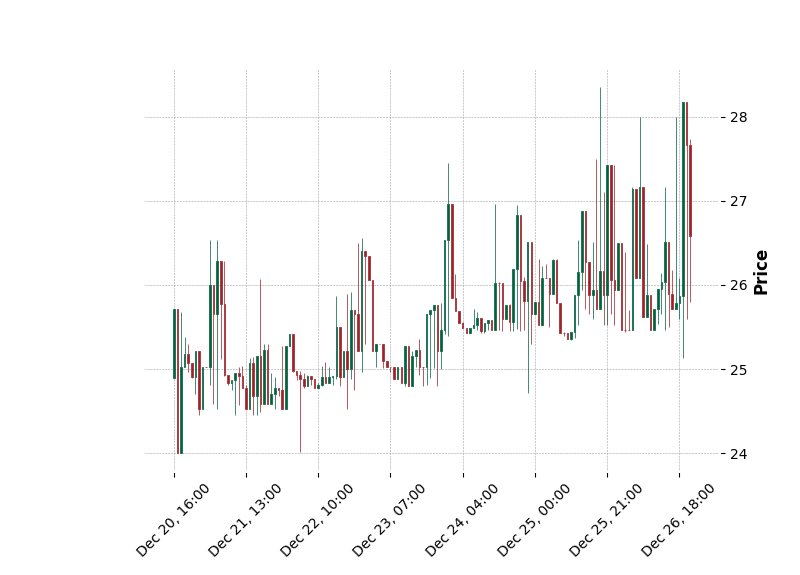 28
27
26
25
24
Price
Dec 20, 16:00
Dec 21, 13:00
Dec 22, 10:00
Dec 23, 07:00
Dec 24, 04:00
Dec 25, 00:00
Dec 25, 21:00
Dec 26, 18:00